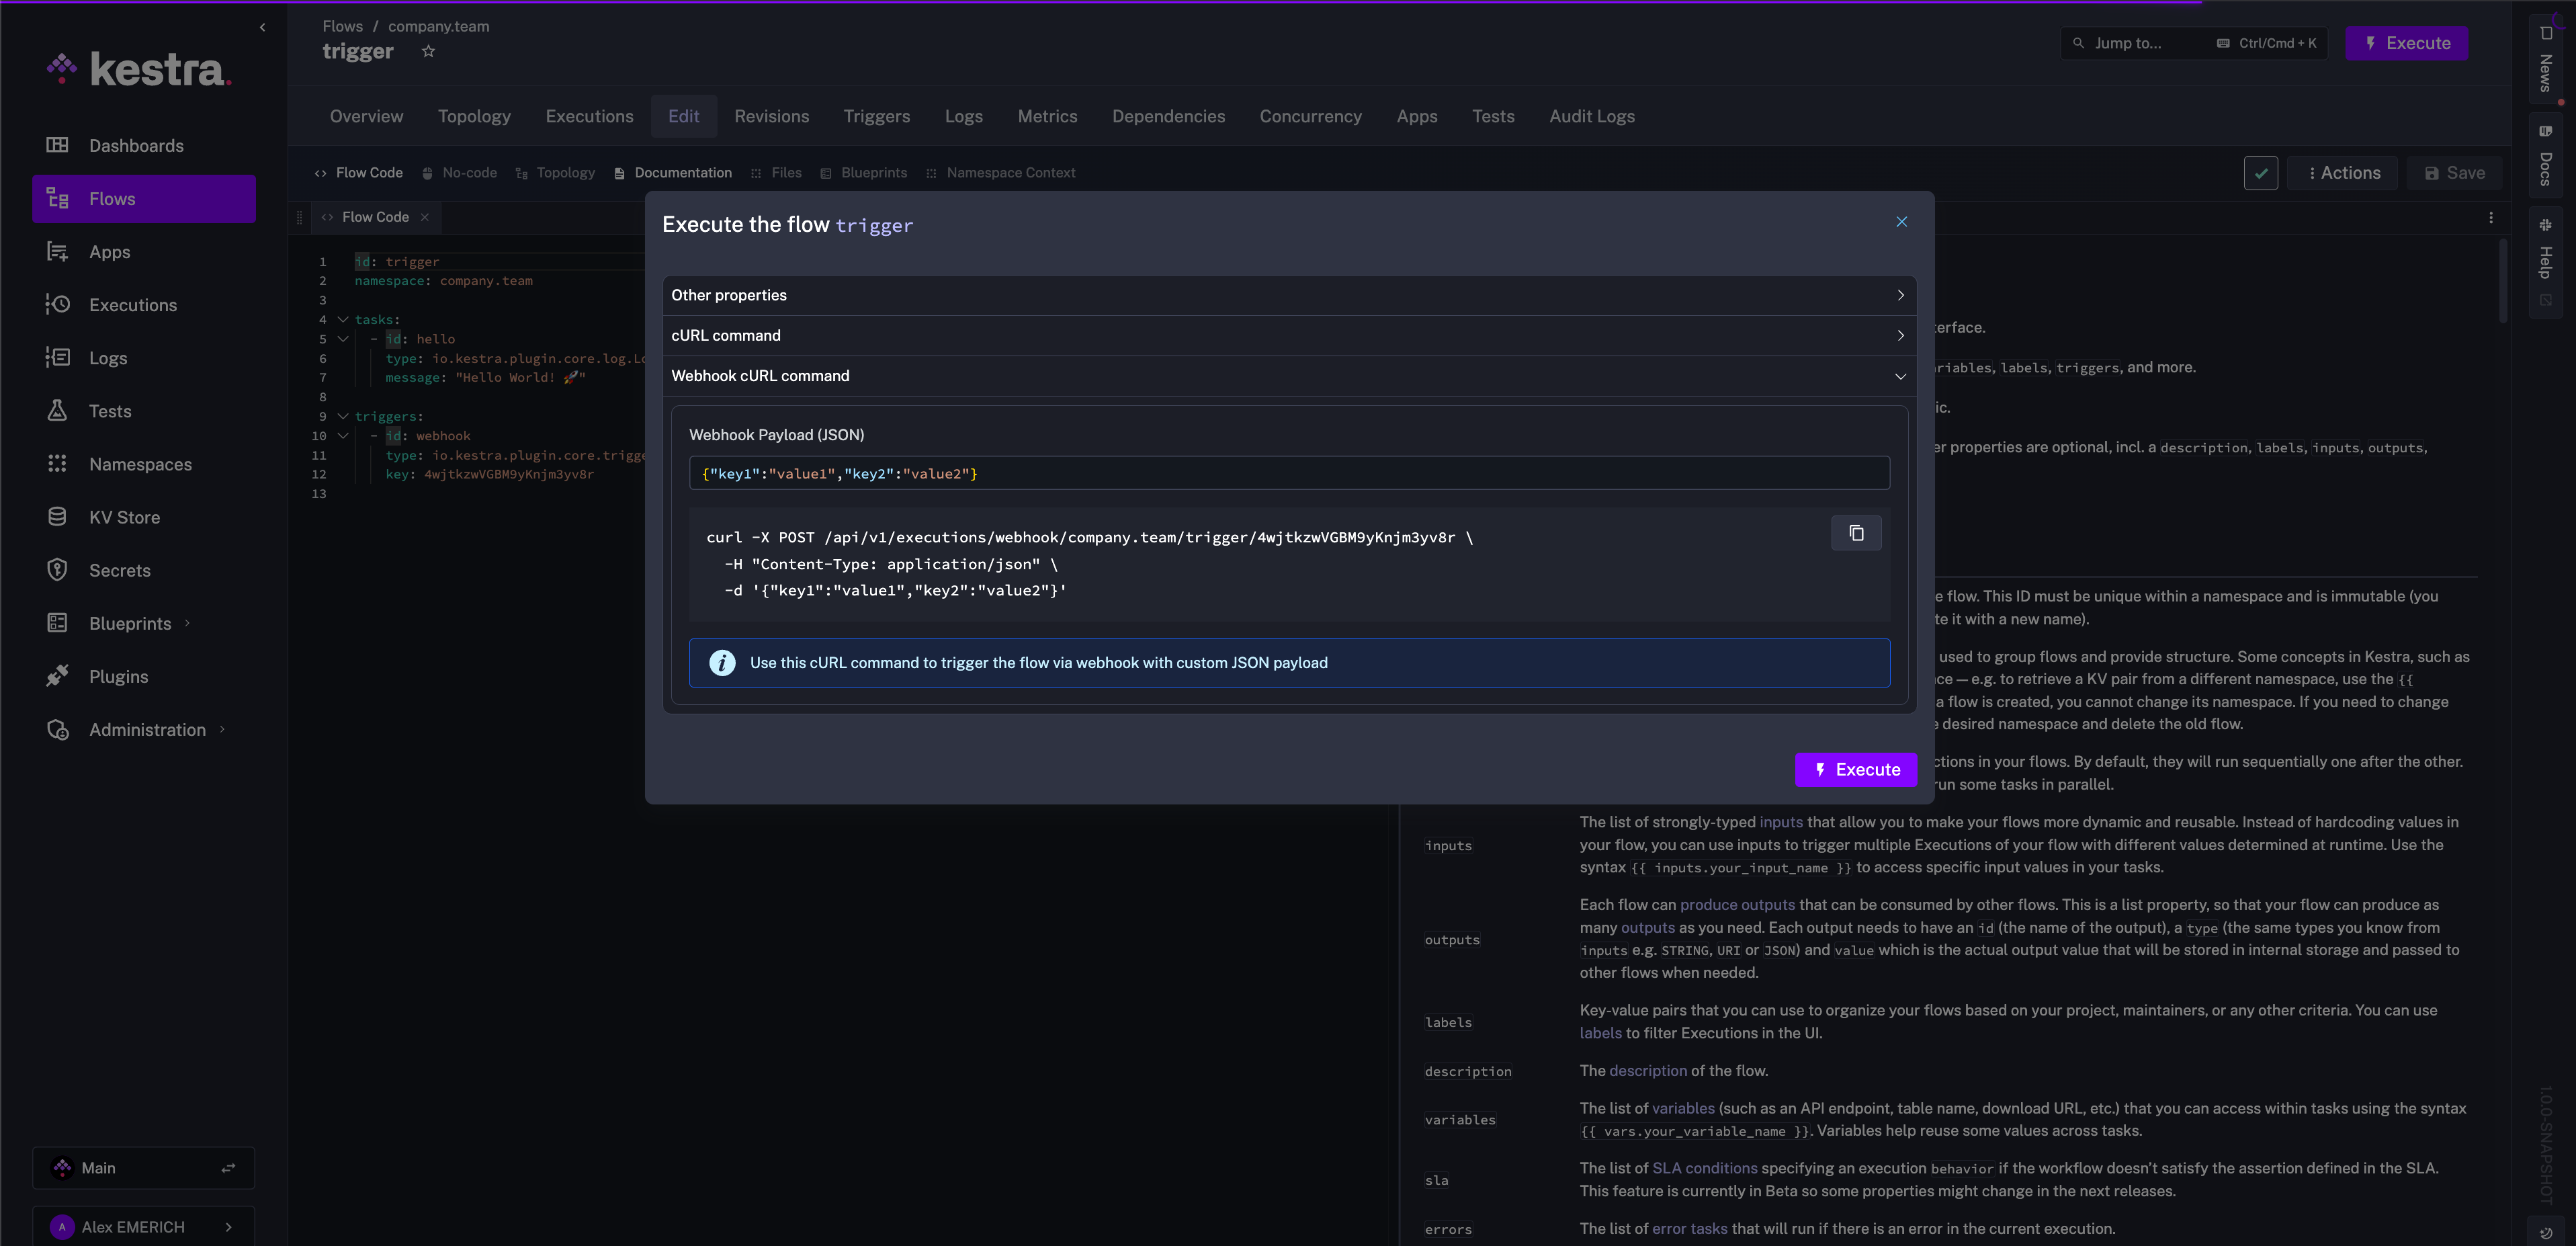 kestra.
Dashboards
Flows
Apps
Executions
Logs
Tests
Namespaces
KV Store
Secrets
Blueprints
Plugins
Administration
Main
A Alex EMERICH
Flows / company.team
trigger
Jump to... Ctrl/Cmd + K
Execute
Overview Topology Executions Edit Revisions Triggers Logs Metrics Dependencies Concurrency Apps Tests Audit Logs
Flow Code No-code Topology Documentation Files Blueprints Namespace Context
Actions Save
Flow Code
1 id: trigger
2 namespace: company.team
3
4 tasks:
5 - id: hello
6 type: io.kestra.plugin.core.log.Lo
7 message: "Hello World! 🚀"
8
9 triggers:
10 - id: webhook
11 type: io.kestra.plugin.core.trigge
12 key: 4wjtkzwVGBM9yKnjm3yv8r
13
Execute the flow trigger
Other properties
cURL command
Webhook cURL command
Webhook Payload (JSON)
{"key1":"value1","key2":"value2"}
curl -X POST /api/v1/executions/webhook/company.team/trigger/4wjtkzwVGBM9yKnjm3yv8r \
-H "Content-Type: application/json" \
-d '{"key1":"value1","key2":"value2"}'
Use this cURL command to trigger the flow via webhook with custom JSON payload
Execute
erface.
riables, labels, triggers, and more.
ic.
er properties are optional, incl. a description, labels, inputs, outputs,
e flow. This ID must be unique within a namespace and is immutable (you
te it with a new name).
used to group flows and provide structure. Some concepts in Kestra, such as
ce — e.g. to retrieve a KV pair from a different namespace, use the {{
a flow is created, you cannot change its namespace. If you need to change
desired namespace and delete the old flow.
ctions in your flows. By default, they will run sequentially one after the other.
run some tasks in parallel.
inputs
The list of strongly-typed inputs that allow you to make your flows more dynamic and reusable. Instead of hardcoding values in
your flow, you can use inputs to trigger multiple Executions of your flow with different values determined at runtime. Use the
syntax {{ inputs.your_input_name }} to access specific input values in your tasks.
outputs
Each flow can produce outputs that can be consumed by other flows. This is a list property, so that your flow can produce as
many outputs as you need. Each output needs to have an id (the name of the output), a type (the same types you know from
inputs e.g. STRING, URI or JSON) and value which is the actual output value that will be stored in internal storage and passed to
other flows when needed.
labels
Key-value pairs that you can use to organize your flows based on your project, maintainers, or any other criteria. You can use
labels to filter Executions in the UI.
description
The description of the flow.
variables
The list of variables (such as an API endpoint, table name, download URL, etc.) that you can access within tasks using the syntax
{{ vars.your_variable_name }}. Variables help reuse some values across tasks.
sla
The list of SLA conditions specifying an execution behavior if the workflow doesn't satisfy the assertion defined in the SLA.
This feature is currently in Beta so some properties might change in the next releases.
errors
The list of error tasks that will run if there is an error in the current execution.
News
Docs
Help
1.0.0-SNAPSHOT